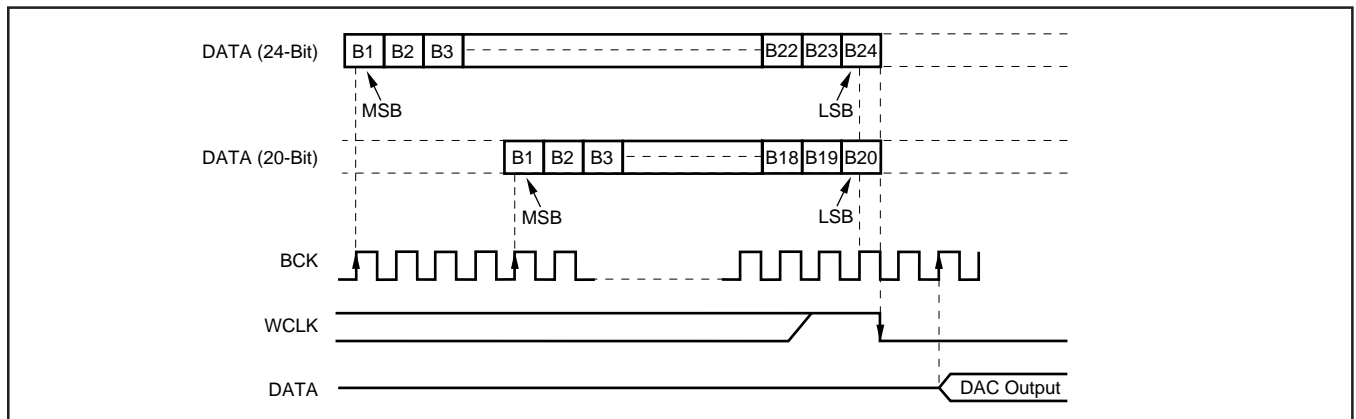 DATA (24-Bit) B1 B2 B3 B22 B23 B24
MSB LSB
DATA (20-Bit) B1 B2 B3 B18 B19 B20
MSB LSB
BCK
WCLK
DATA DAC Output